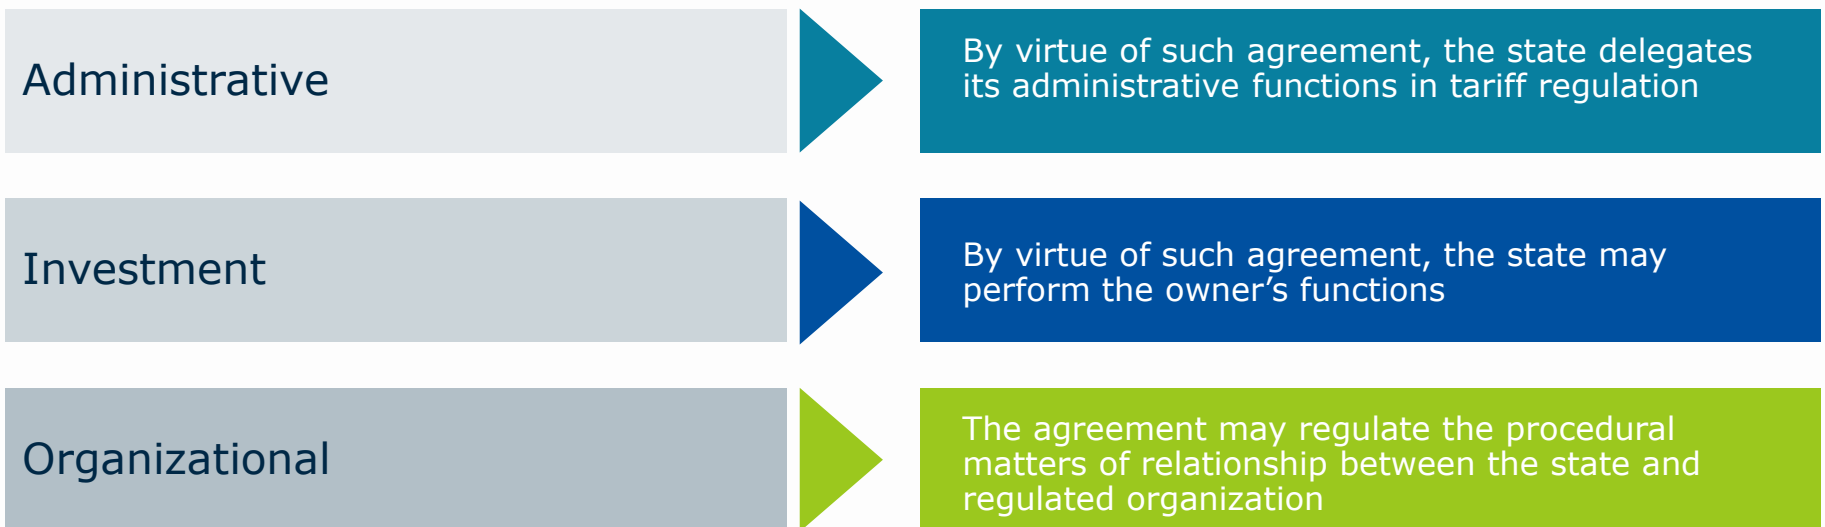 Administrative
By virtue of such agreement, the state delegates
its administrative functions in tariff regulation
Investment
By virtue of such agreement, the state may
perform the owner’s functions
Organizational
The agreement may regulate the procedural
matters of relationship between the state and
regulated organization